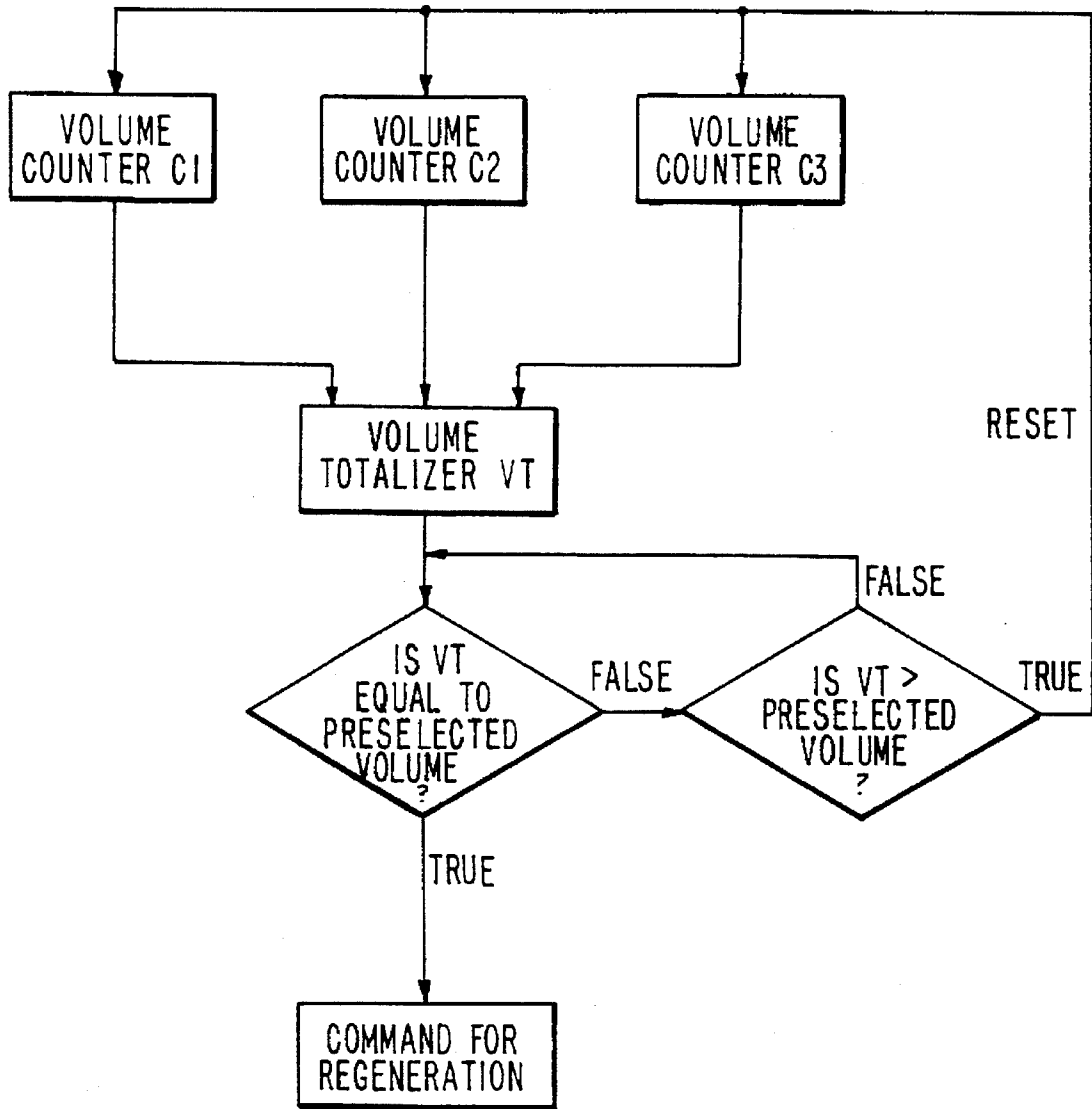 VOLUME
COUNTER C1
VOLUME
COUNTER C2
VOLUME
COUNTER C3
VOLUME
TOTALIZER VT
RESET
FALSE
IS VT
EQUAL TO
PRESELECTED
VOLUME
?
FALSE
IS VT >
PRESELECTED
VOLUME
?
TRUE
TRUE
COMMAND FOR
REGENERATION